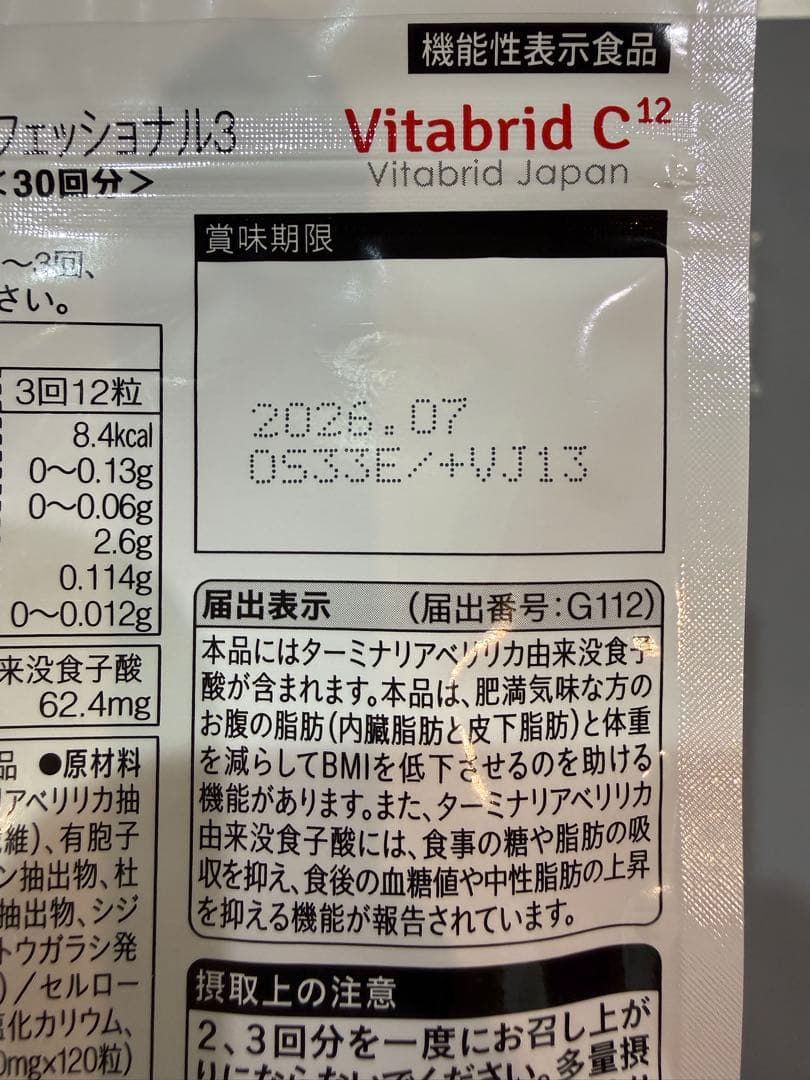 機能性表示食品
フェッショナル3
Vitabrid C12
Vitabrid Japan
<30回分>
賞味期限
2026.07
0S33E/+VJ13
〜3回、
さい。
3回12粒
8.4kcal
0〜0.13g
0〜0.06g
2.6g
0.114g
0〜0.012g
来没食子酸
62.4mg
品 ●原材料
アベリリカ抽
繊維)、有胞子
ン抽出物、杜
抽出物、シジ
トウガラシ発
)/セルロー
塩化カリウム、
0mg×120粒)
届出表示 (届出番号:G112)
本品にはターミナリアベリリカ由来没食子
酸が含まれます。本品は、肥満気味な方の
お腹の脂肪(内臓脂肪と皮下脂肪)と体重
を減らしてBMIを低下させるのを助ける
機能があります。また、ターミナリアベリリカ
由来没食子酸には、食事の糖や脂肪の吸
収を抑え、食後の血糖値や中性脂肪の上昇
を抑える機能が報告されています。
摂取上の注意
2、3回分を一度にお召し上が
りにならないでください。多量摂